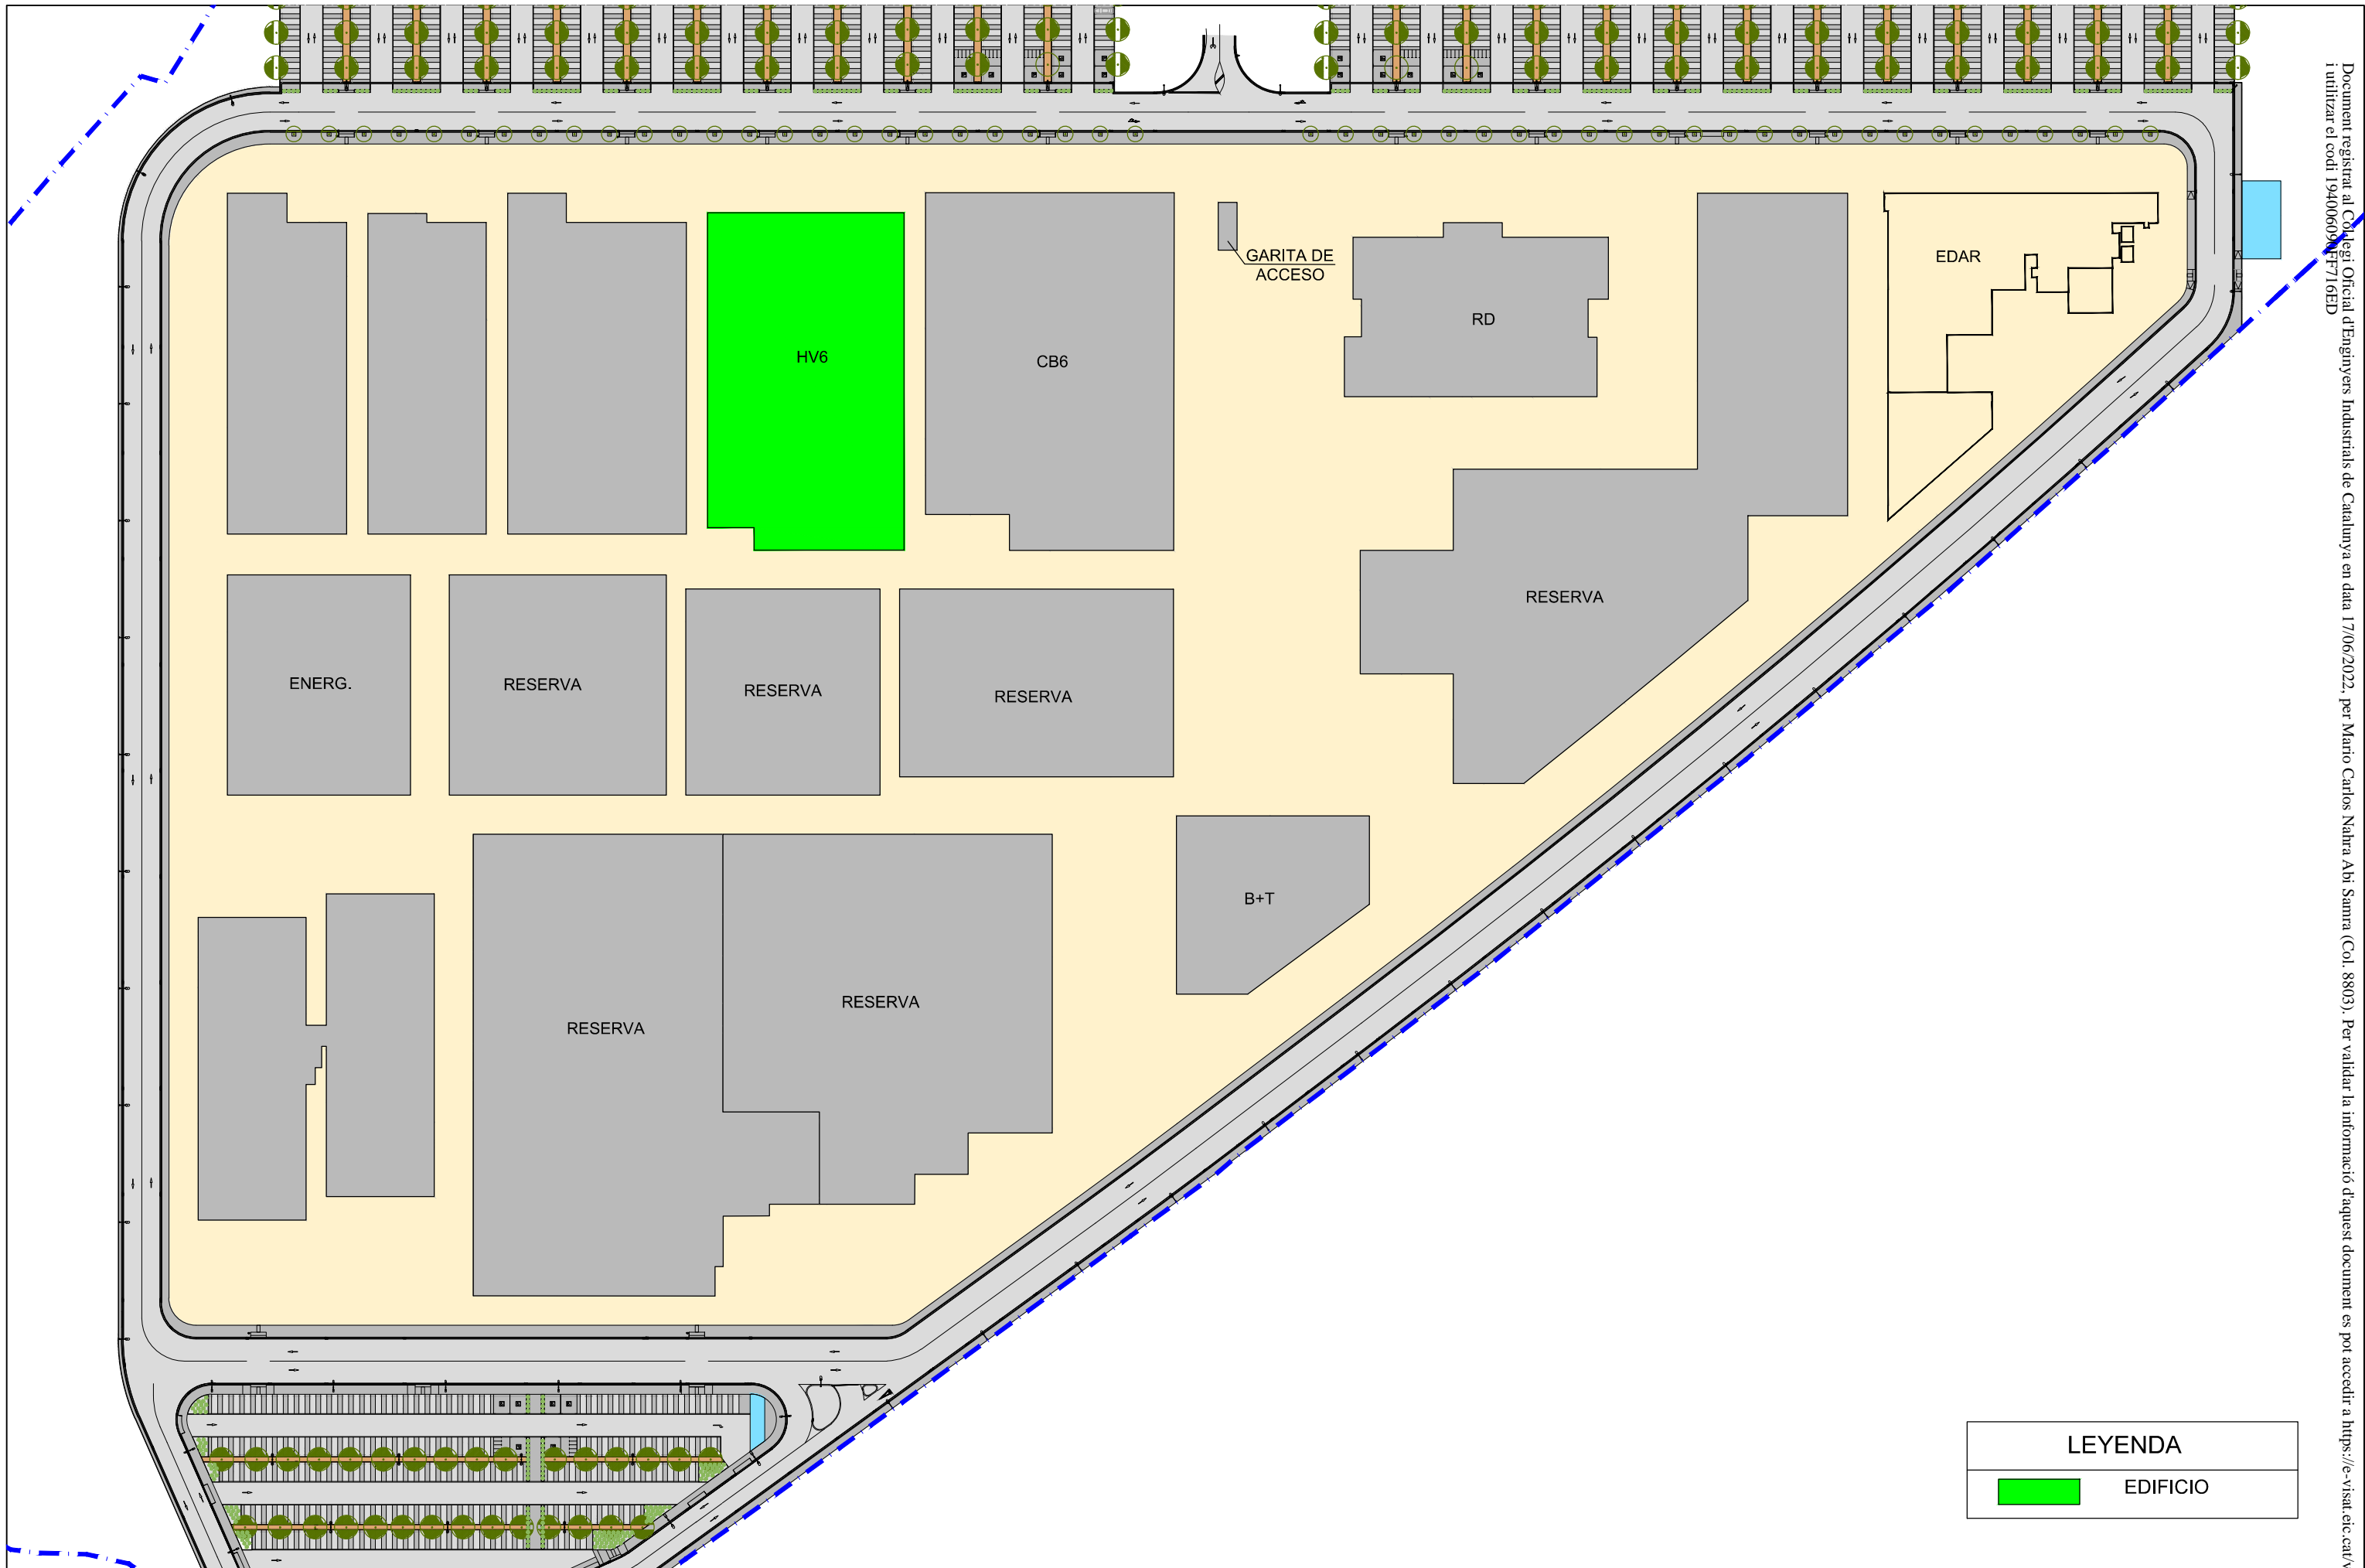 GARITA DE
ACCESO
EDAR
RD
HV6
CB6
RESERVA
ENERG.
RESERVA
RESERVA
RESERVA
B+T
RESERVA
RESERVA
LEYENDA
EDIFICIO
Document registrat al Col·legi Oficial d'Enginyers Industrials de Catalunya en data 17/06/2022, per Mario Carlos Nahra Abi Samra (Col. 8803). Per validar la informació d'aquest document es pot accedir a https://e-visat.eic.cat/
i utilitzar el codi